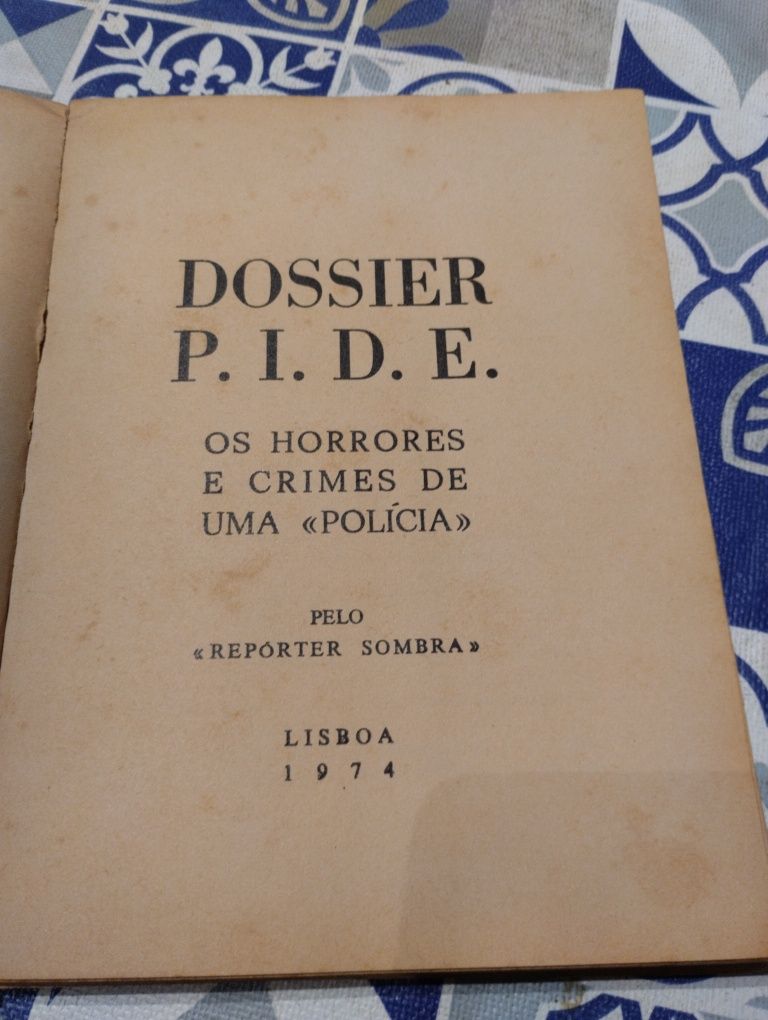 DOSSIER
P. I. D. E.
OS HORRORES
E CRIMES DE
UMA «POLÍCIA»
PELO
«REPÓRTER SOMBRA»
LISBOA
1974